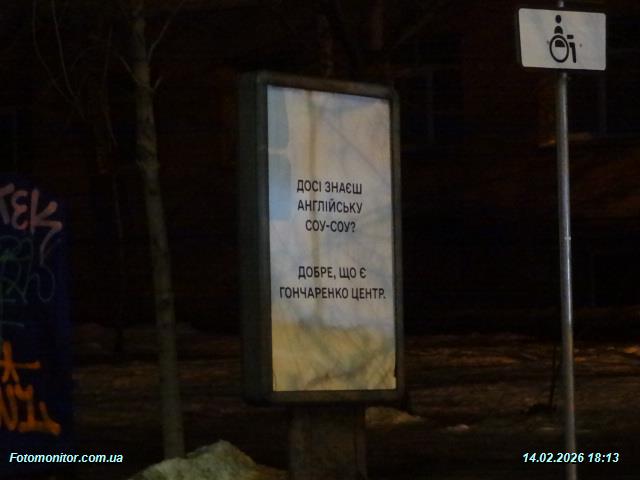 ДОСІ ЗНАЄШ
АНГЛІЙСЬКУ
СОУ-СОУ?
ДОБРЕ, ЩО Є
ГОНЧАРЕНКО ЦЕНТР.
Fotomonitor.com.ua
14.02.2026 18:13